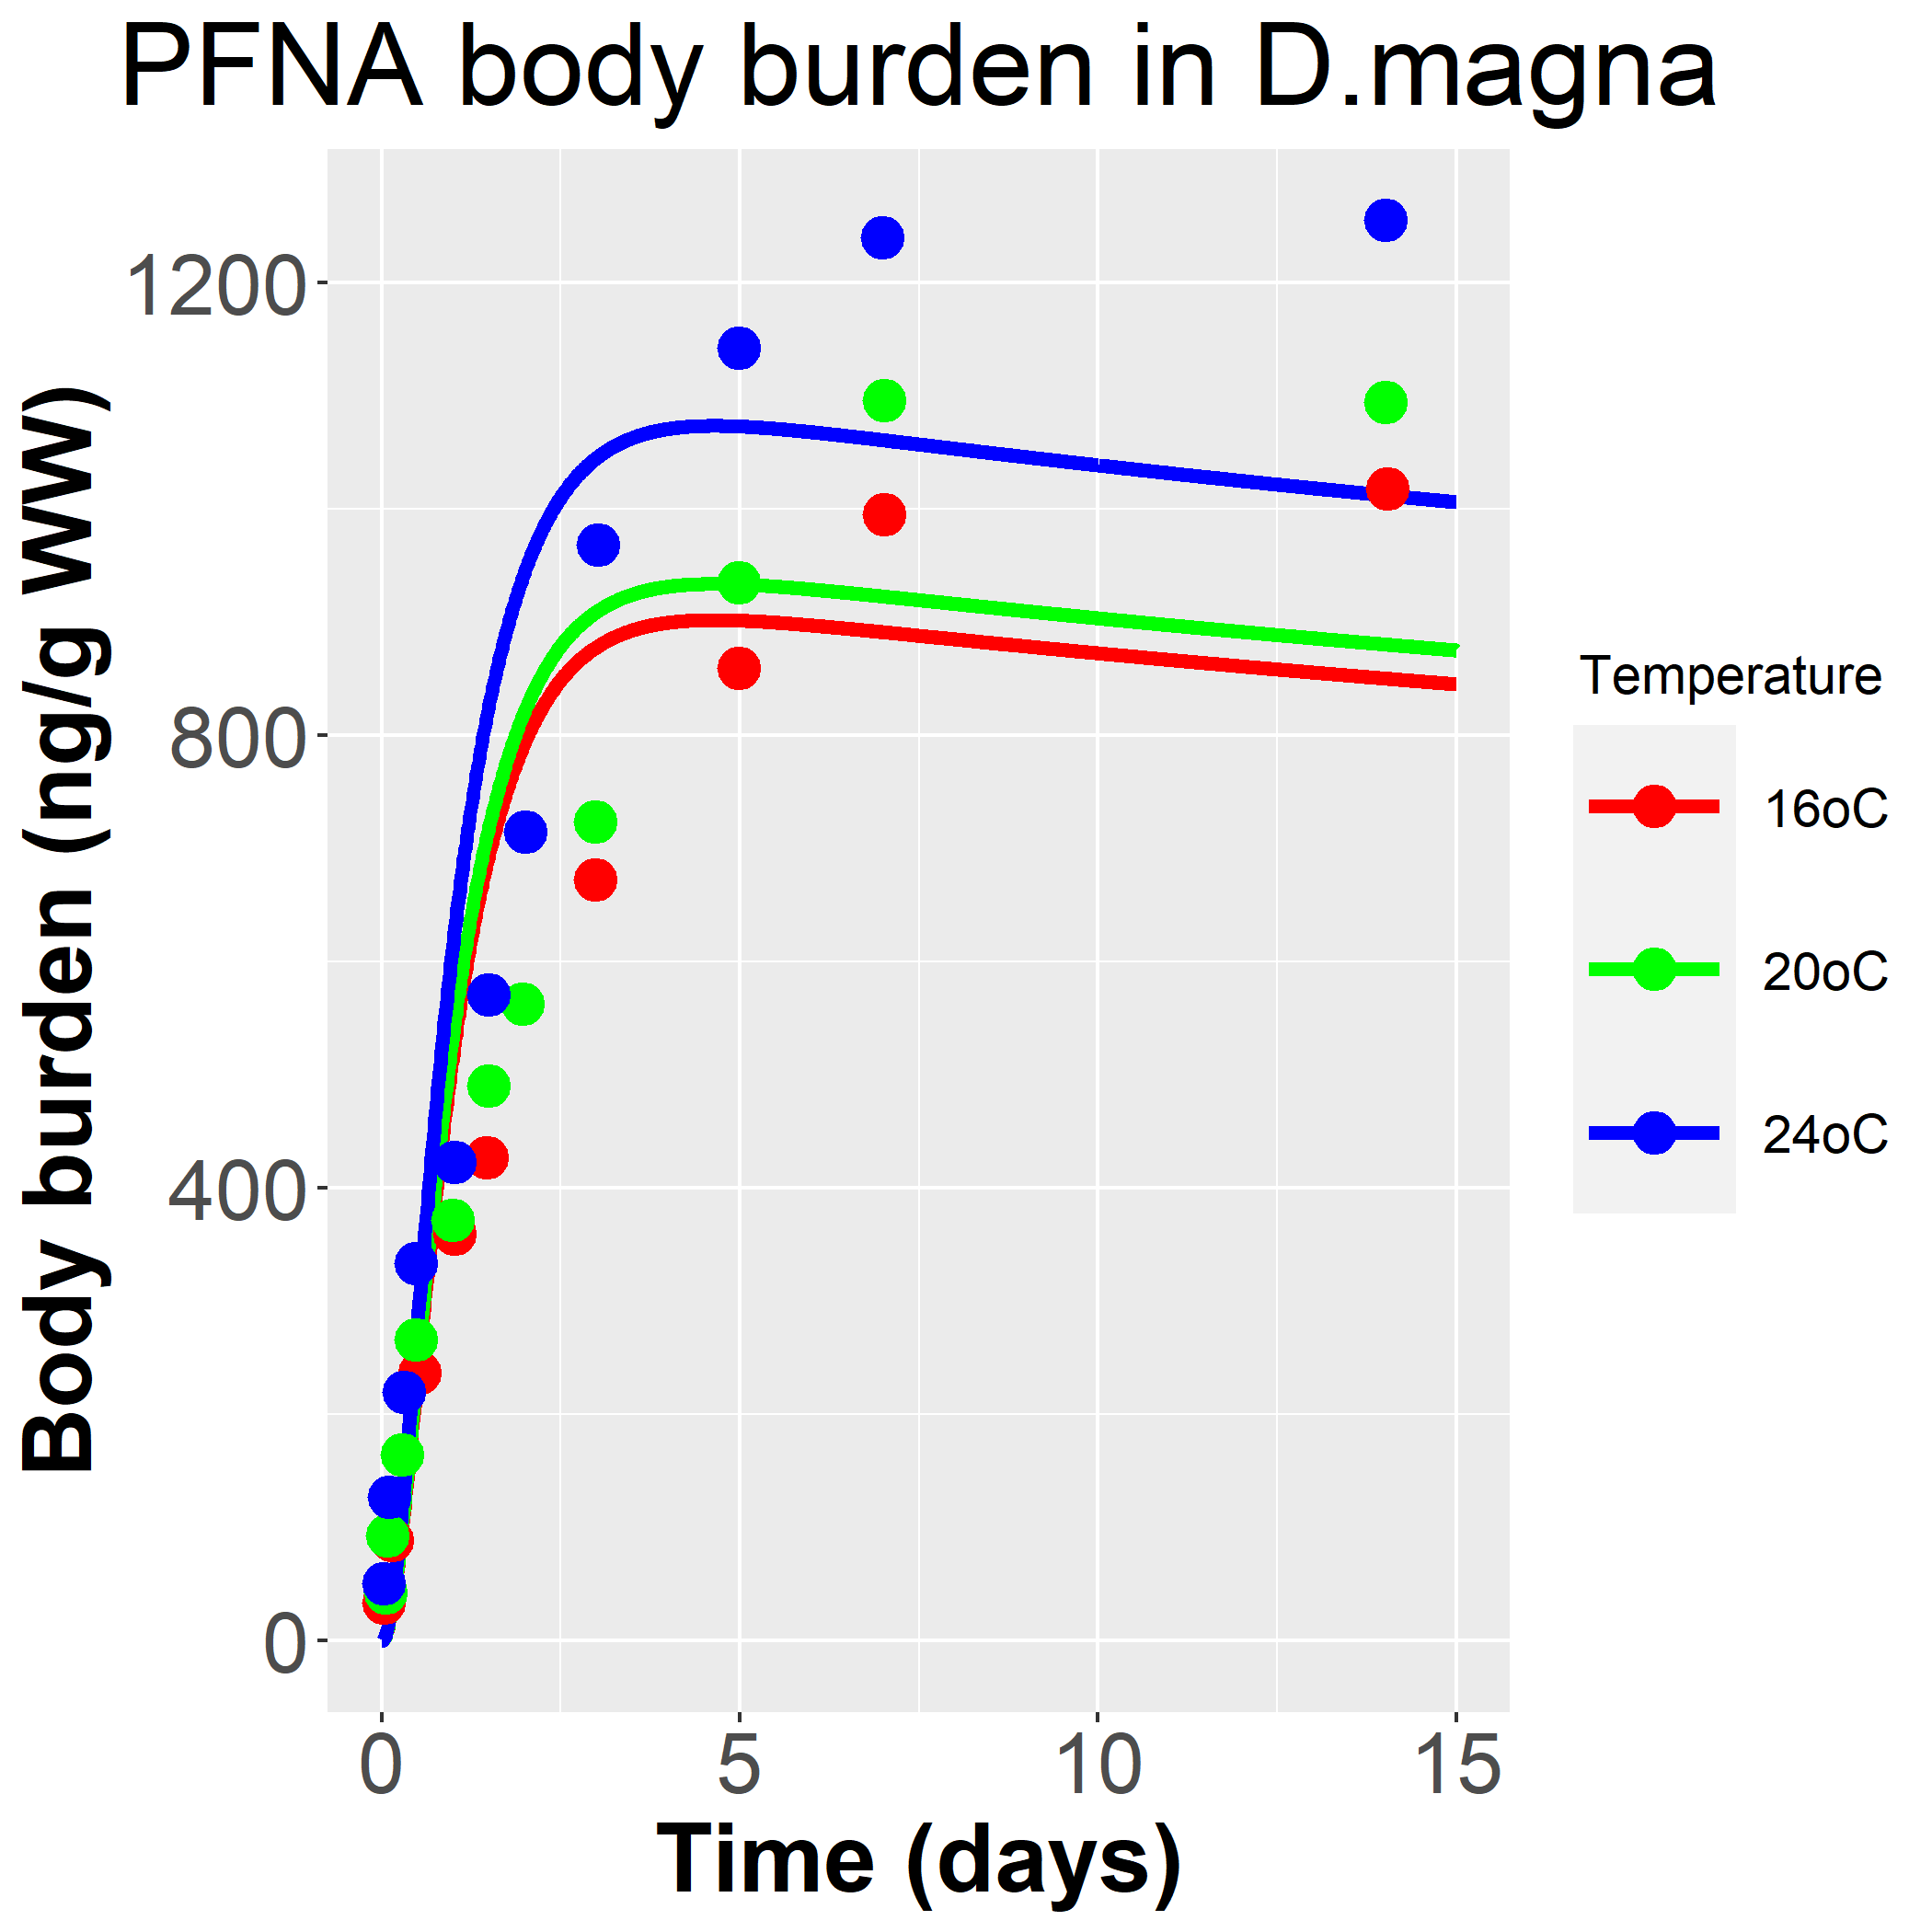 PFNA body burden in D.magna
Body burden (ng/g WW)
1200
800
400
0
0 5 10 15
Time (days)
Temperature
16oC
20oC
24oC